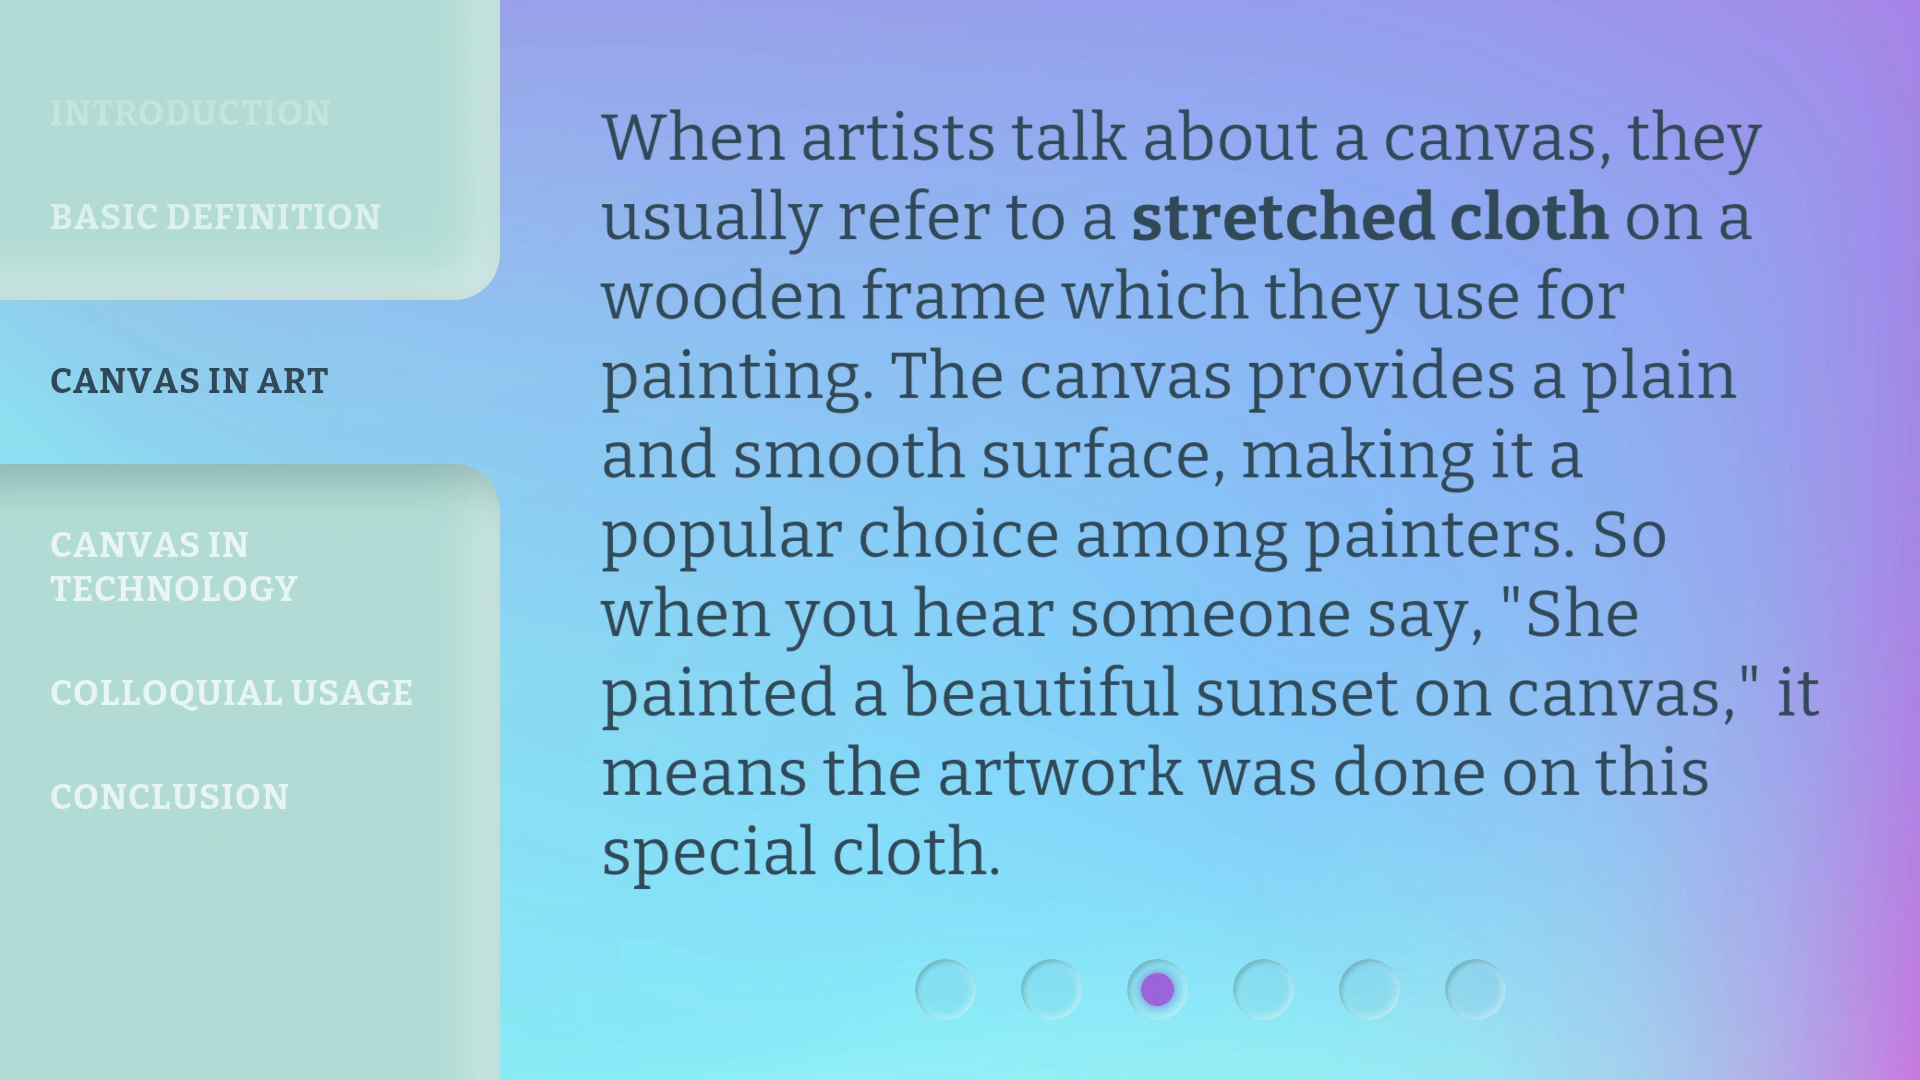 INTRODUCTION
BASIC DEFINITION
CANVAS IN ART
CANVAS IN
TECHNOLOGY
COLLOQUIAL USAGE
CONCLUSION
When artists talk about a canvas, they
usually refer to a stretched cloth on a
wooden frame which they use for
painting. The canvas provides a plain
and smooth surface, making it a
popular choice among painters. So
when you hear someone say, "She
painted a beautiful sunset on canvas," it
means the artwork was done on this
special cloth.